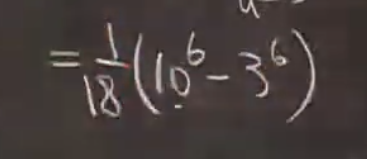 = 1/18 (10^6 - 3^6)